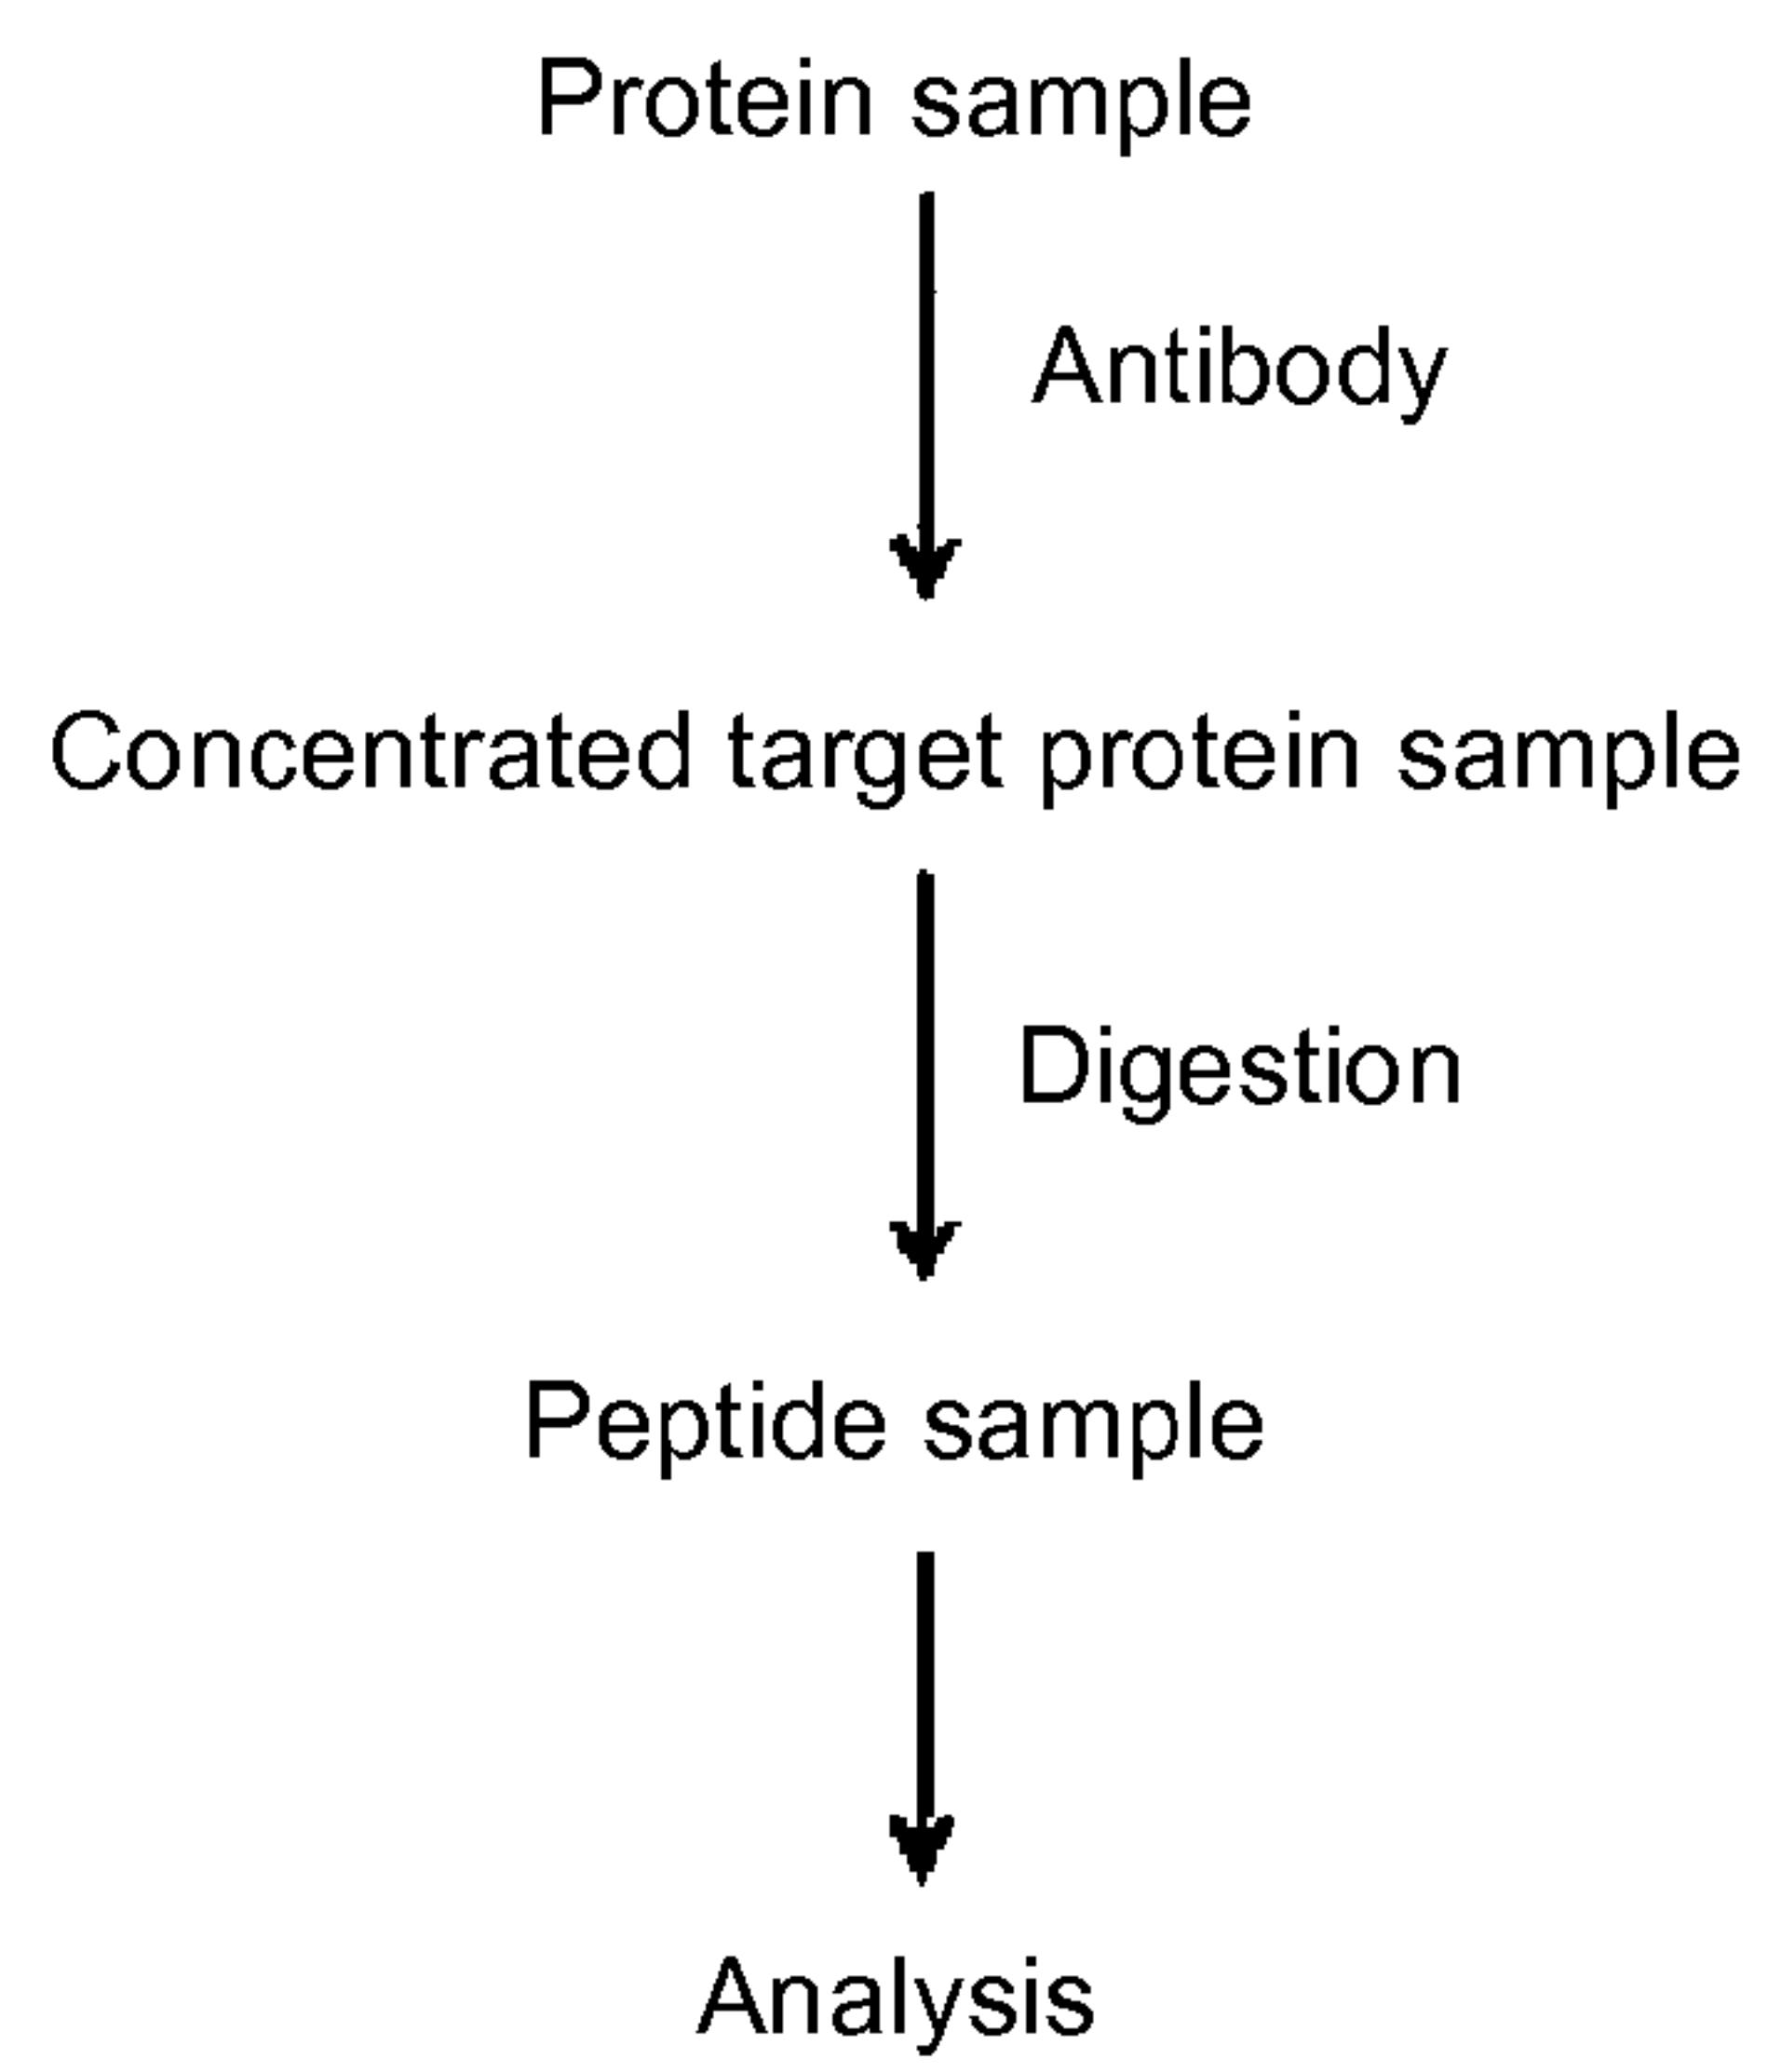 Protein sample
Antibody
Concentrated target protein sample
Digestion
Peptide sample
Analysis